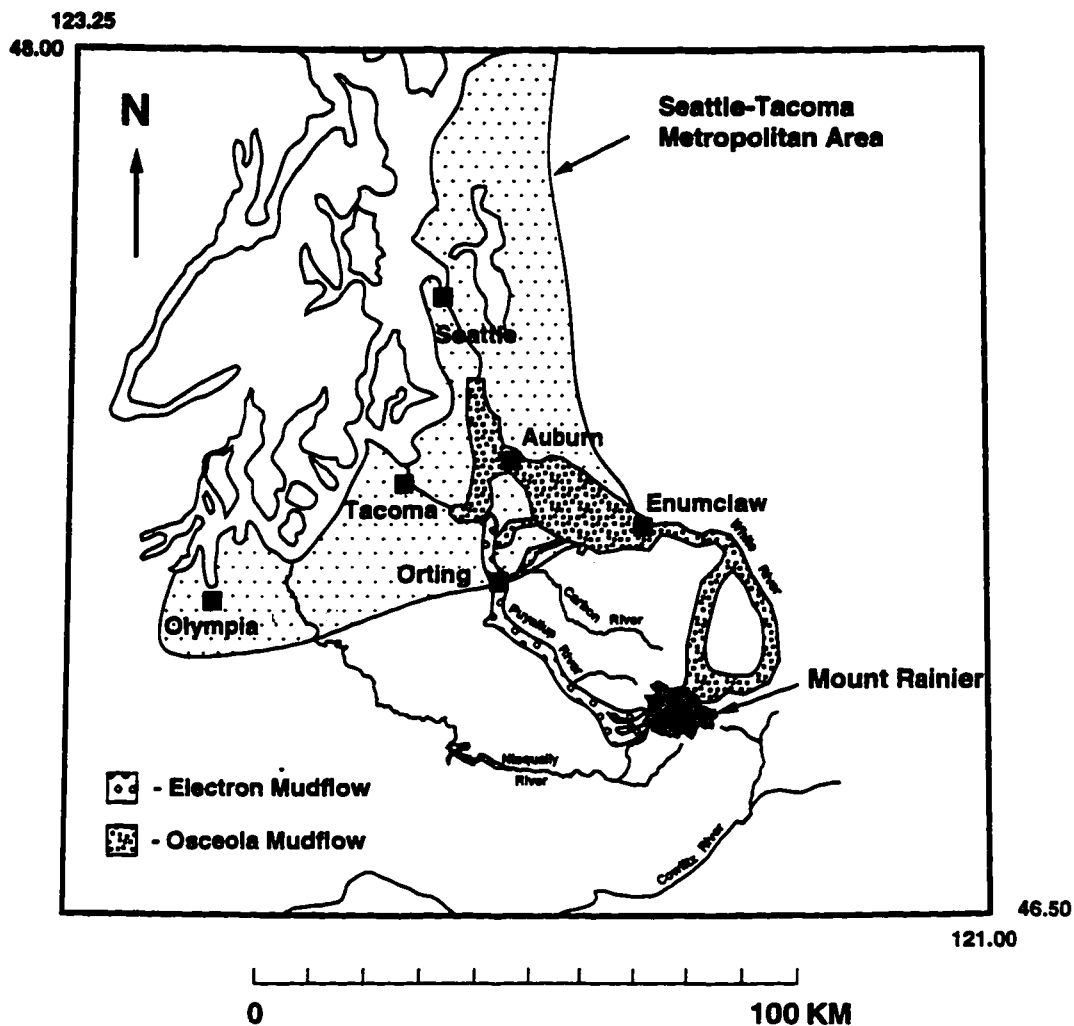 123.25
48.00
N
Seattle-Tacoma
Metropolitan Area
Seattle
Auburn
Tacoma
Enumclaw
White
River
Orting
Carbon River
Puyallup
River
Olympia
Mount Rainier
Nisqually
River
- Electron Mudflow
- Osceola Mudflow
Cowlitz River
46.50
121.00
0 100 KM